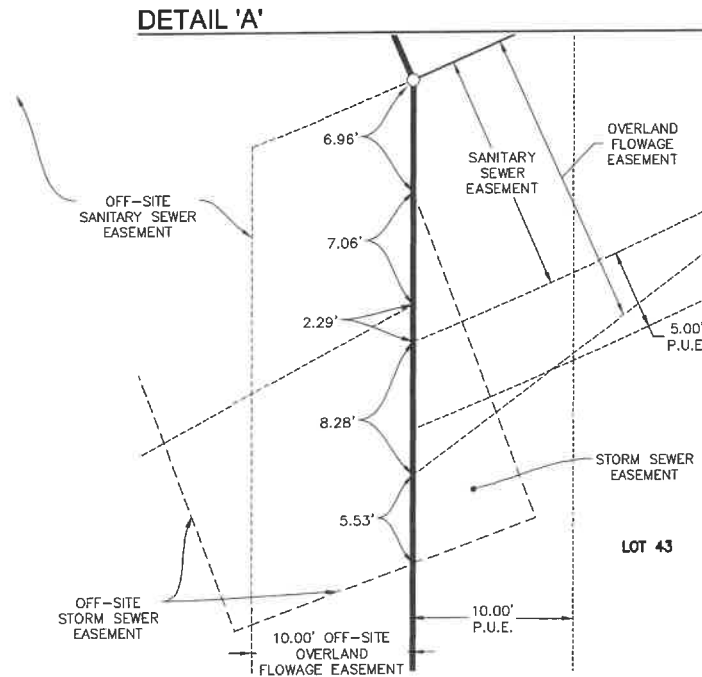 DETAIL 'A'
6.96'
OVERLAND
FLOWAGE
EASEMENT
SANITARY
SEWER
EASEMENT
OFF-SITE
SANITARY SEWER
EASEMENT
7.06'
2.29'
5.00'
P.U.E.
8.28'
STORM SEWER
EASEMENT
5.53'
LOT 43
OFF-SITE
STORM SEWER
EASEMENT
10.00'
P.U.E.
10.00' OFF-SITE
OVERLAND
FLOWAGE EASEMENT